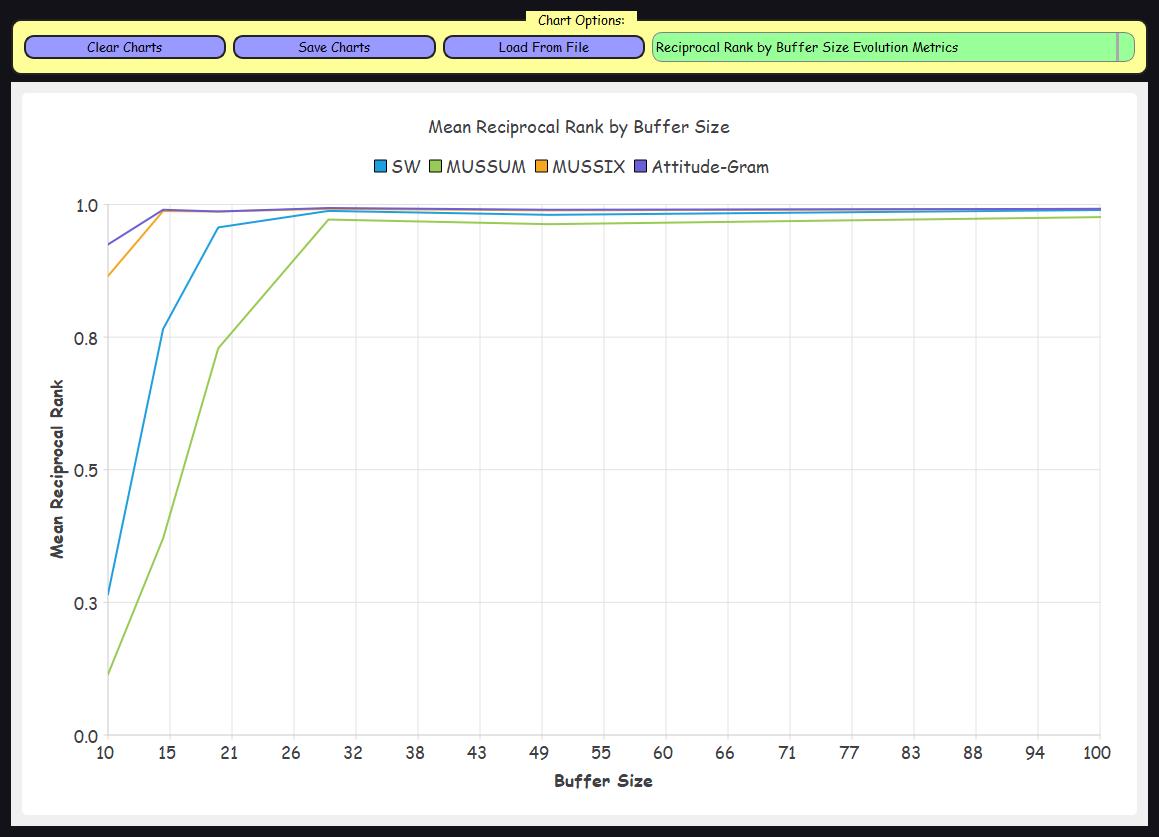 Chart Options:
Clear Charts
Save Charts
Load From File
Reciprocal Rank by Buffer Size Evolution Metrics
Mean Reciprocal Rank by Buffer Size
SW MUSSUM MUSSIX Attitude-Gram
1.0
0.8
0.5
0.3
0.0
Mean Reciprocal Rank
10 15 21 26 32 38 43 49 55 60 66 71 77 83 88 94 100
Buffer Size